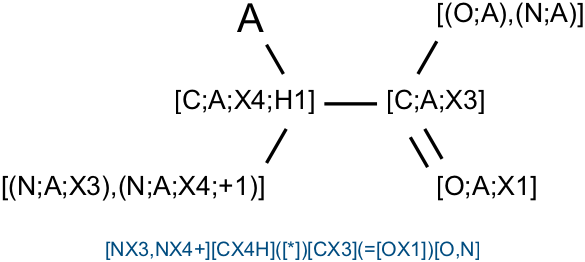 A
[(O;A),(N;A)]
[C;A;X4;H1]
[C;A;X3]
[(N;A;X3),(N;A;X4;+1)]
[O;A;X1]
[NX3,NX4+][CX4H]([*])[CX3](=[OX1])[O,N]